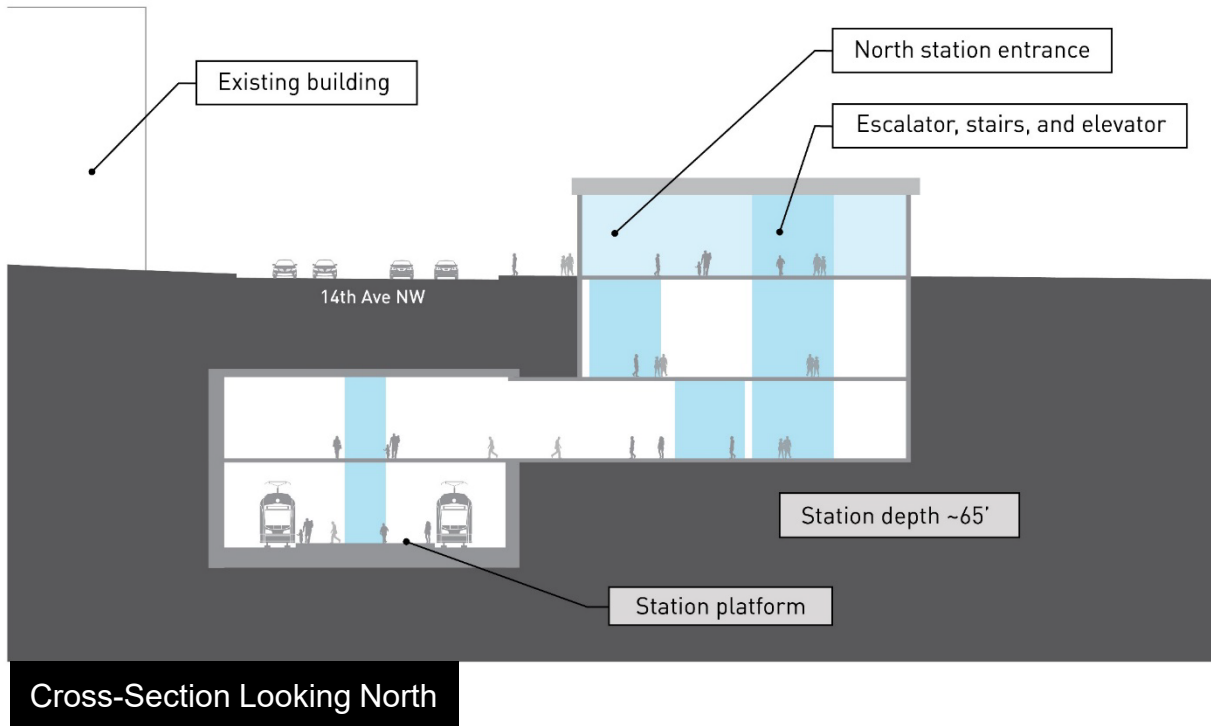 North station entrance
Existing building
Escalator, stairs, and elevator
14th Ave NW
Station depth ~65’
Station platform
Cross-Section Looking North